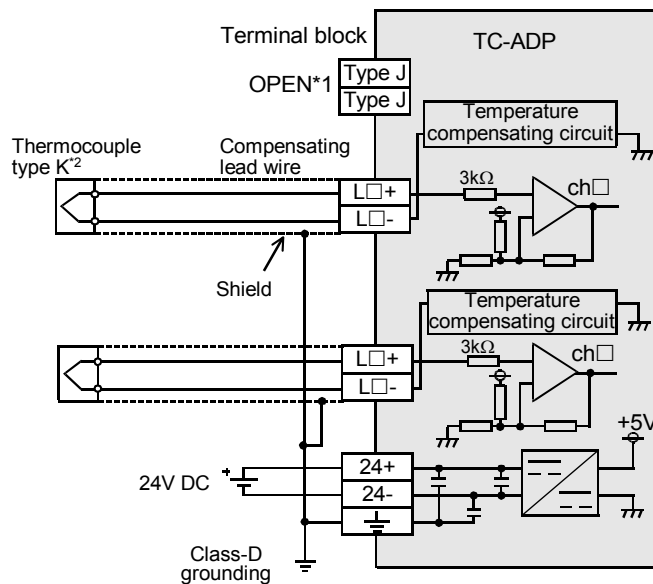 Terminal block
TC-ADP
OPEN*1
Type J
Type J
Temperature
compensating circuit
Thermocouple
type K*2
Compensating
lead wire
L□+
L□-
3kΩ
ch□
Shield
Temperature
compensating circuit
L□+
L□-
3kΩ
ch□
+5V
24V DC
+
24+
24-
Class-D
grounding